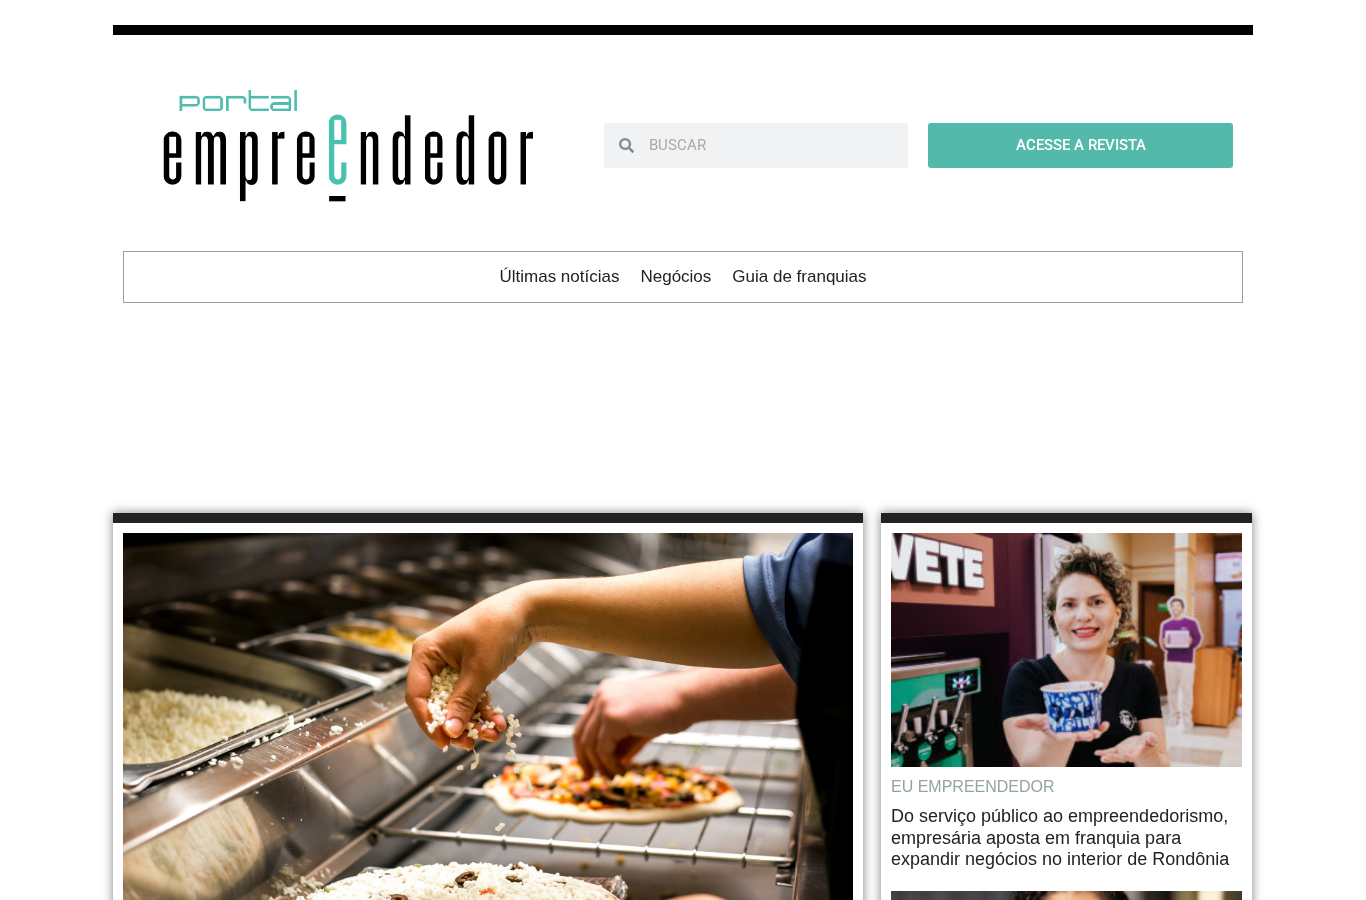 portal
empreendedor
BUSCAR
ACESSE A REVISTA
Últimas notícias
Negócios
Guia de franquias
VETE
EU EMPREENDEDOR
Do serviço público ao empreendedorismo,
empresária aposta em franquia para
expandir negócios no interior de Rondônia